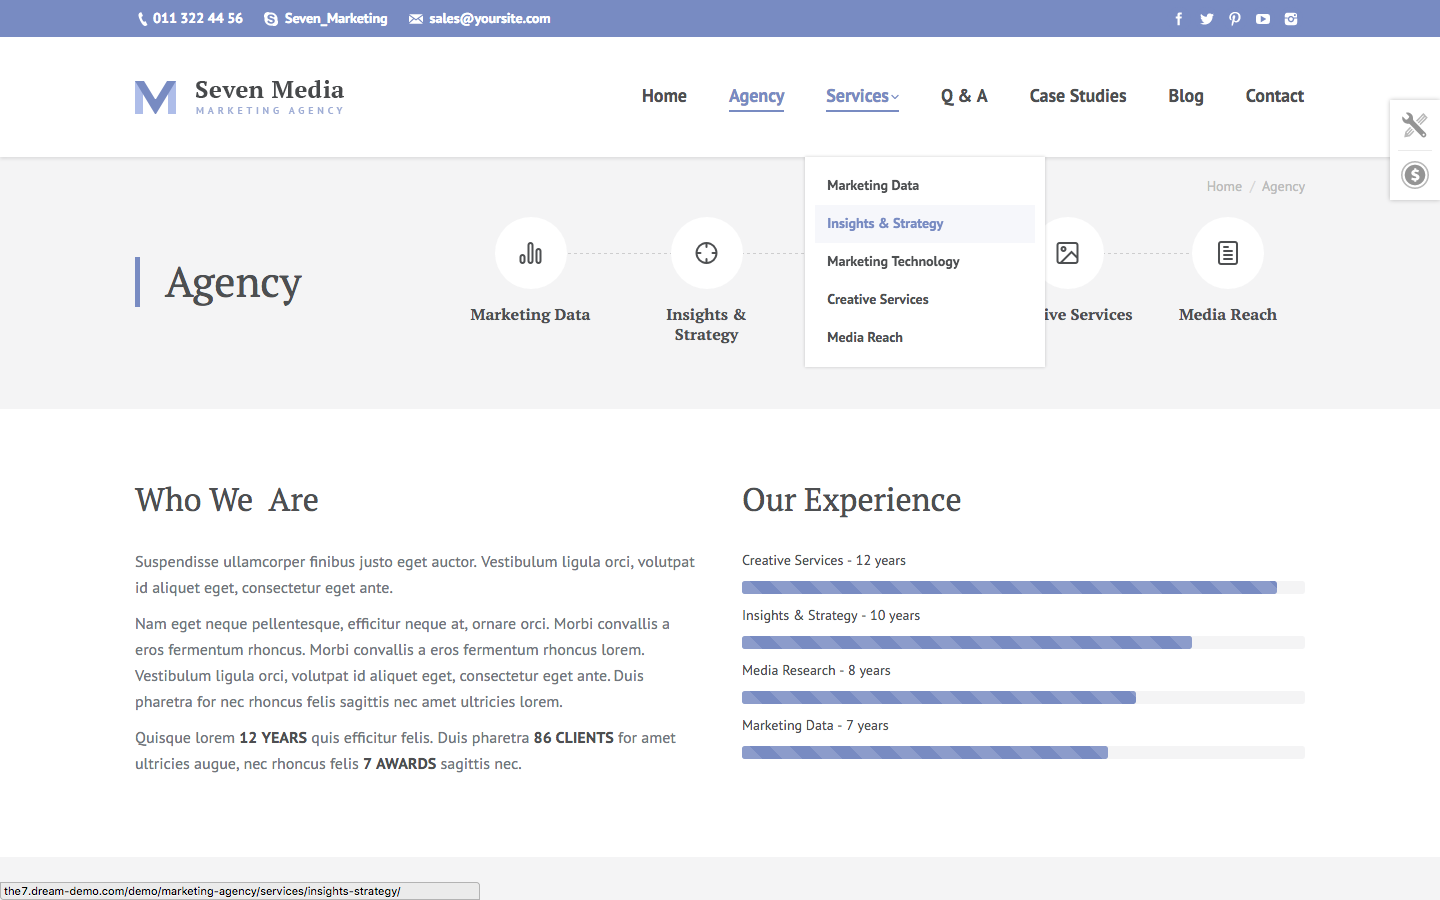 011 322 44 56 Seven_Marketing sales@yoursite.com
Seven Media
MARKETING AGENCY
Home Agency Services Q & A Case Studies Blog Contact
Marketing Data
Insights & Strategy
Marketing Technology
Creative Services
Media Reach
Home / Agency
Agency
Marketing Data
Insights &
Strategy
ive Services
Media Reach
Who We Are
Suspendisse ullamcorper finibus justo eget auctor. Vestibulum ligula orci, volutpat
id aliquet eget, consectetur eget ante.
Nam eget neque pellentesque, efficitur neque at, ornare orci. Morbi convallis a
eros fermentum rhoncus. Morbi convallis a eros fermentum rhoncus lorem.
Vestibulum ligula orci, volutpat id aliquet eget, consectetur eget ante. Duis
pharetra for nec rhoncus felis sagittis nec amet ultricies lorem.
Quisque lorem 12 YEARS quis efficitur felis. Duis pharetra 86 CLIENTS for amet
ultricies augue, nec rhoncus felis 7 AWARDS sagittis nec.
Our Experience
Creative Services - 12 years
Insights & Strategy - 10 years
Media Research - 8 years
Marketing Data - 7 years
the7.dream-demo.com/demo/marketing-agency/services/insights-strategy/